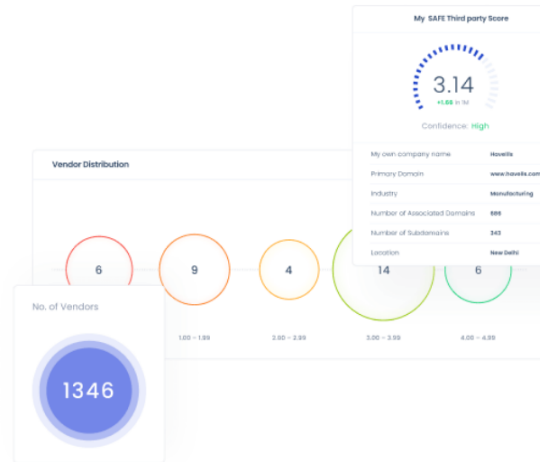 My SAFE Third party Score
3.14
+1.88 in 1M
Confidence: High
My own company name Havells
Primary Domain www.havells.com
Industry Manufacturing
Number of Associated Domains 686
Number of Subdomains 343
Location New Delhi
Vendor Distribution
6 9 4 14 6
1.00 – 1.99 2.00 – 2.99 3.00 – 3.99 4.00 – 4.99
No. of Vendors
1346